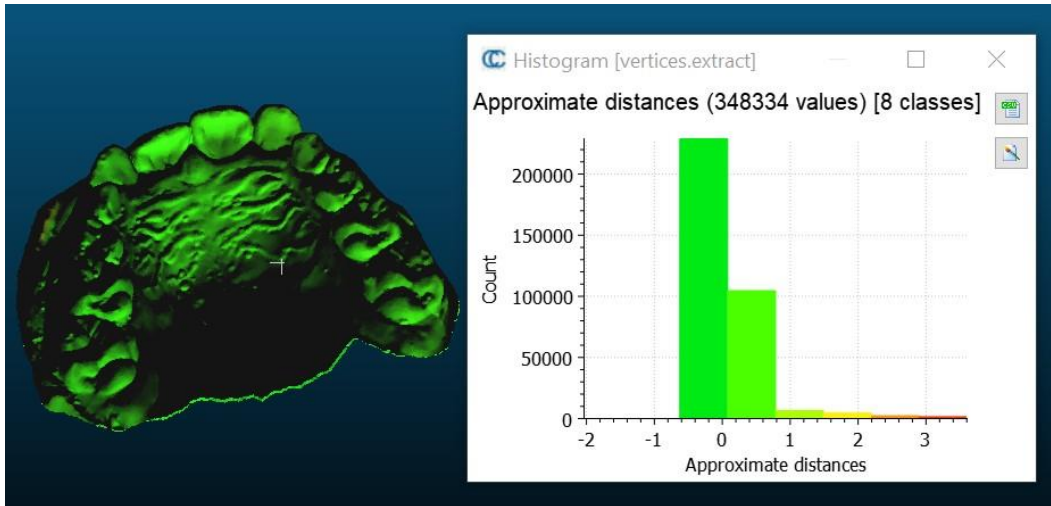 Histogram [vertices.extract]
Approximate distances (348334 values) [8 classes]
Count
200000
150000
100000
50000
0
-2 -1 0 1 2 3
Approximate distances